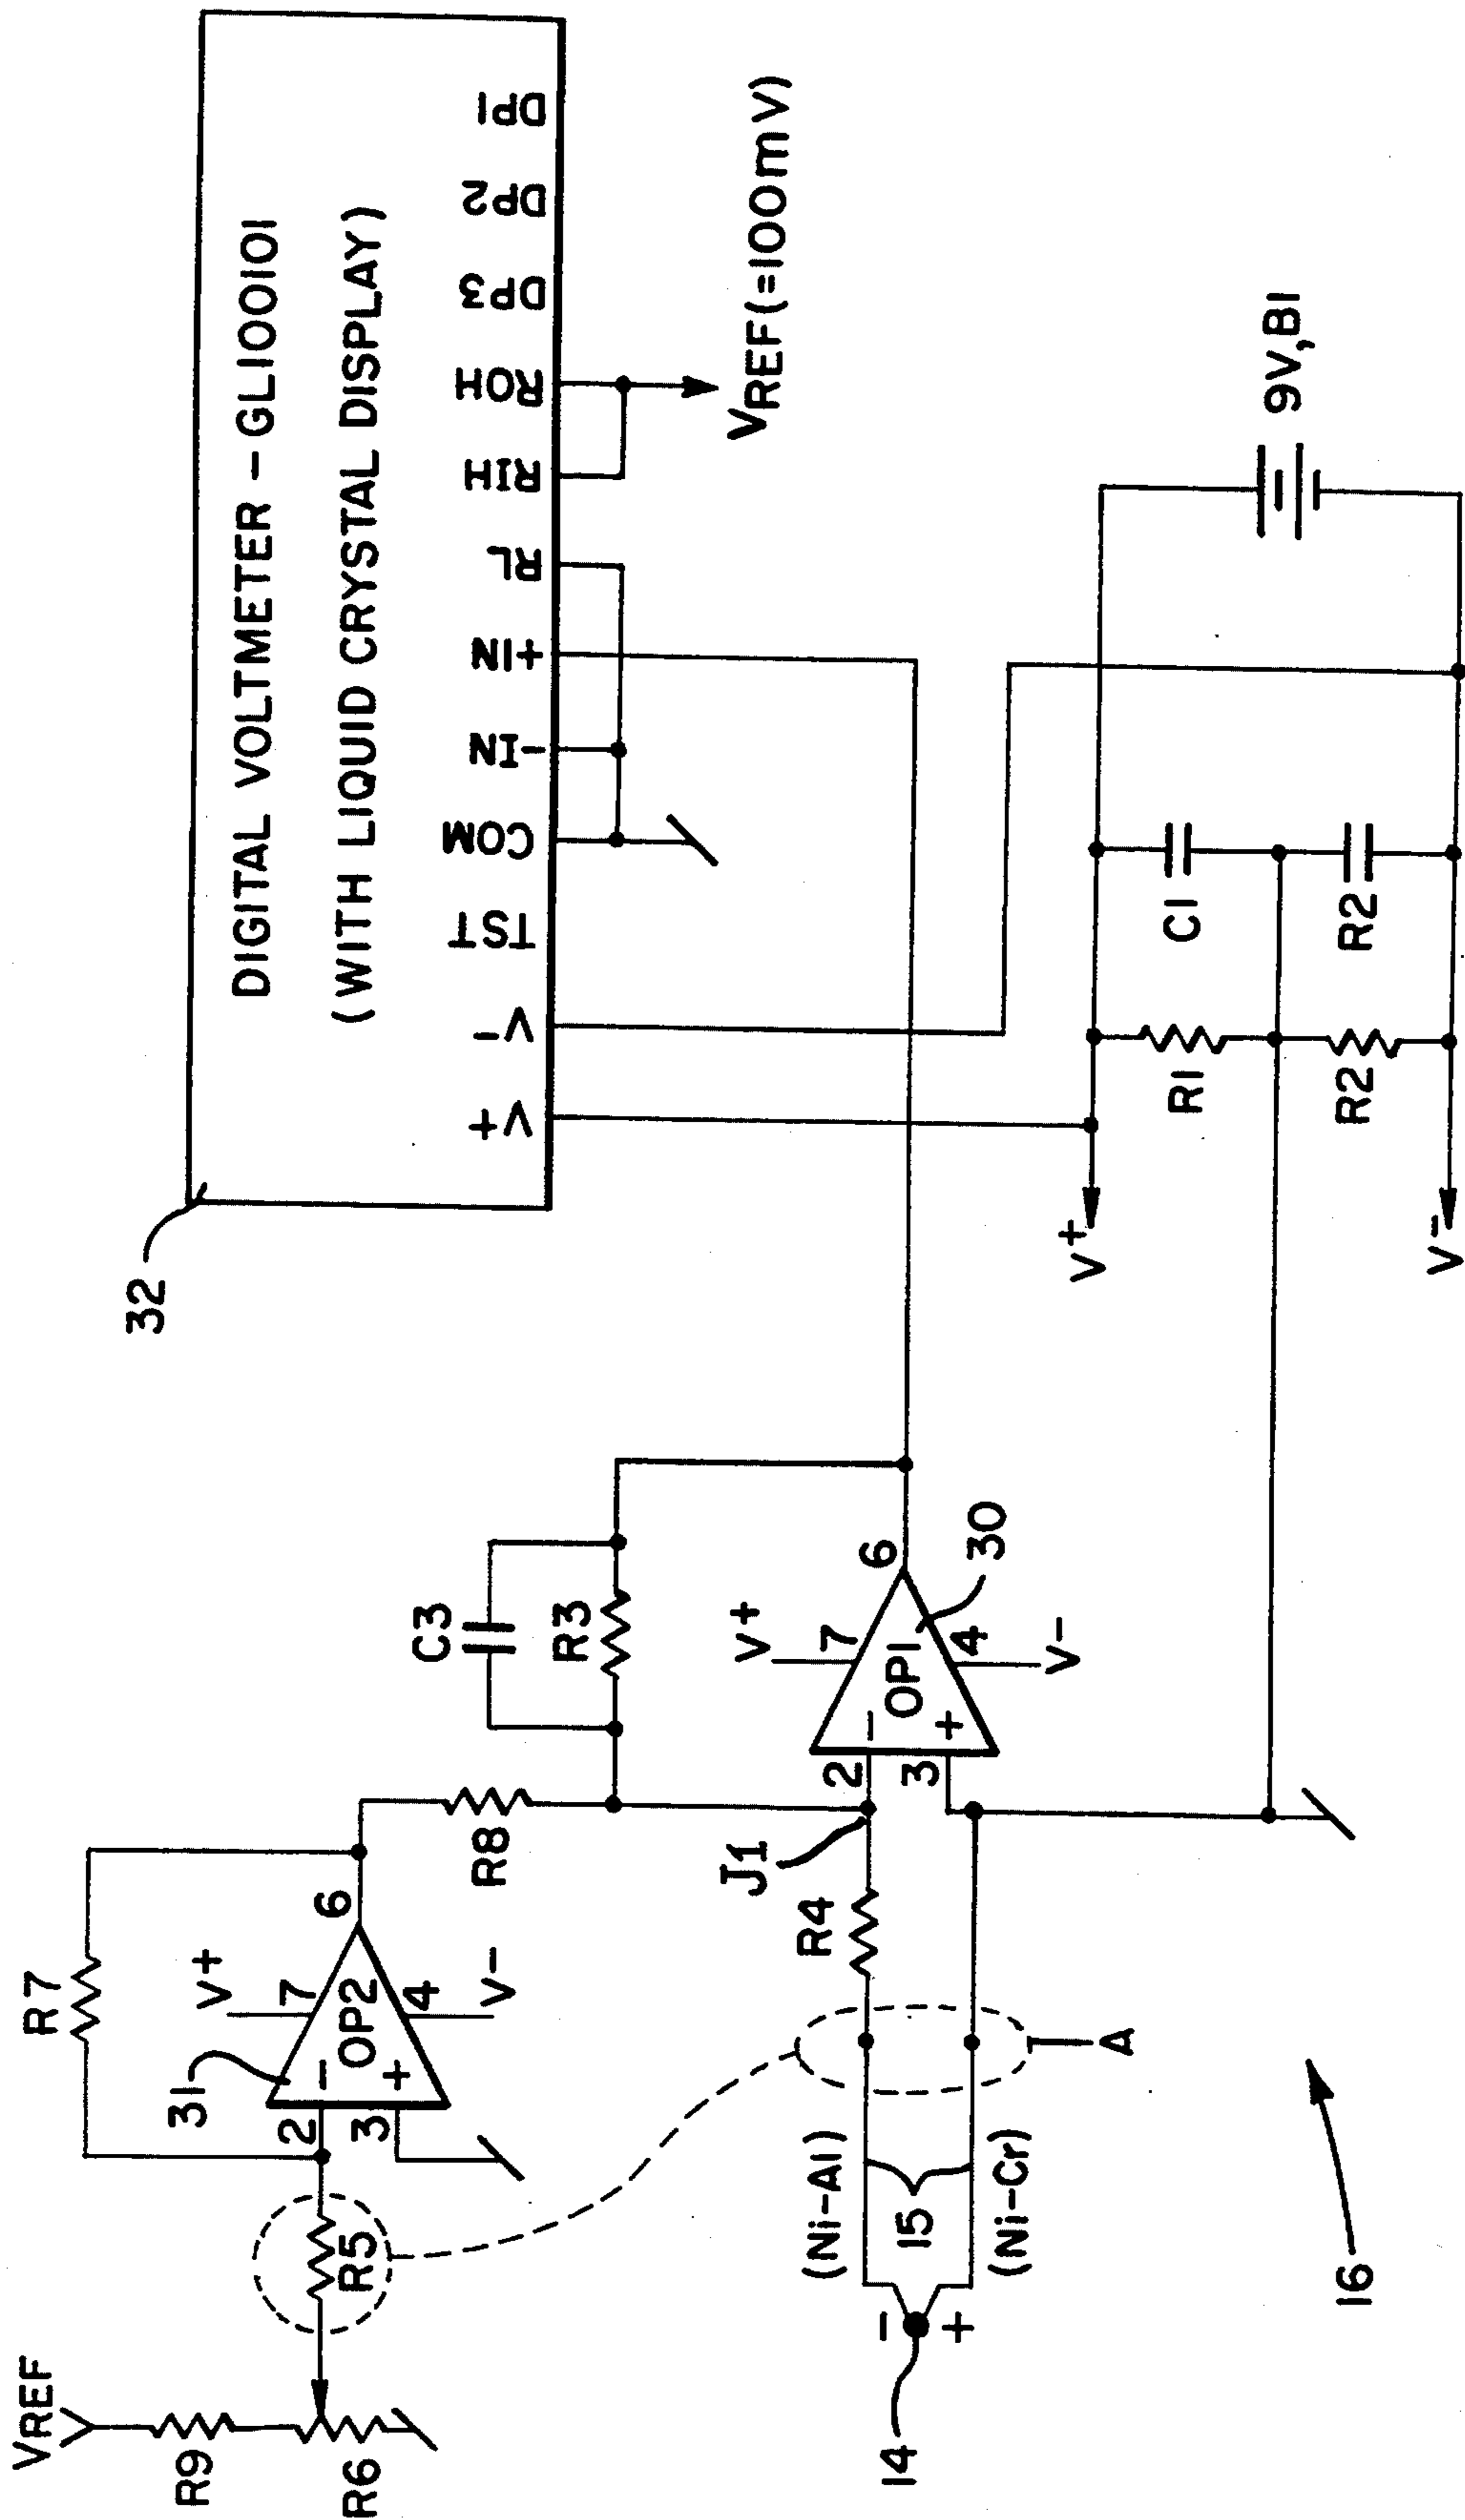 DIGITAL VOLTMETER - GL100101
(WITH LIQUID CRYSTAL DISPLAY)
32
V+
V-
TST
COM
-IN
+IN
RL
RIH
ROH
DP3
DP2
DP1
VREF(=100mV)
VREF
R9
R6
R5
R7
31
2
3
OP2
-
+
7
V+
4
V-
6
R8
C3
R3
J1
R4
2
3
OP1
-
+
7
V+
4
V-
6
30
14
-
+
(Ni-Al)
15
(Ni-Cr)
A
16
V+
V-
R1
R2
C1
R2
9V,B1